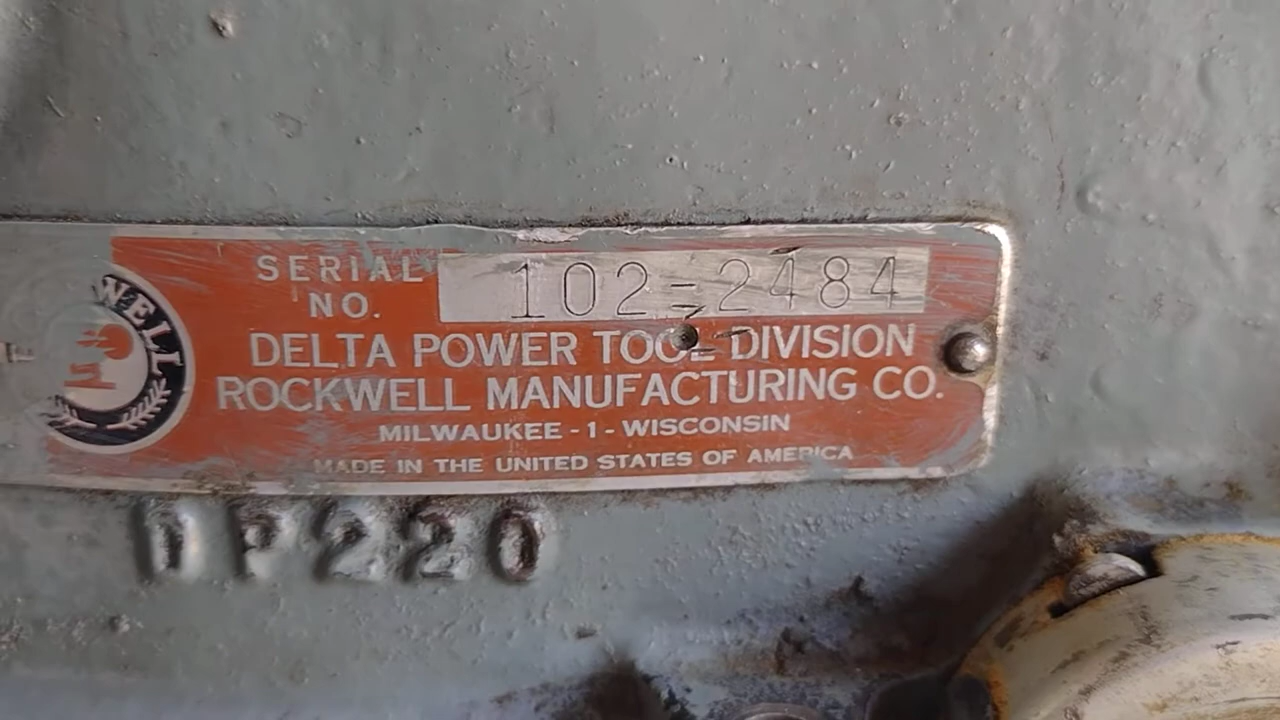 SERIAL
NO.
102-2484
DELTA POWER TOOL DIVISION
ROCKWELL MANUFACTURING CO.
MILWAUKEE - 1 - WISCONSIN
MADE IN THE UNITED STATES OF AMERICA
DP220